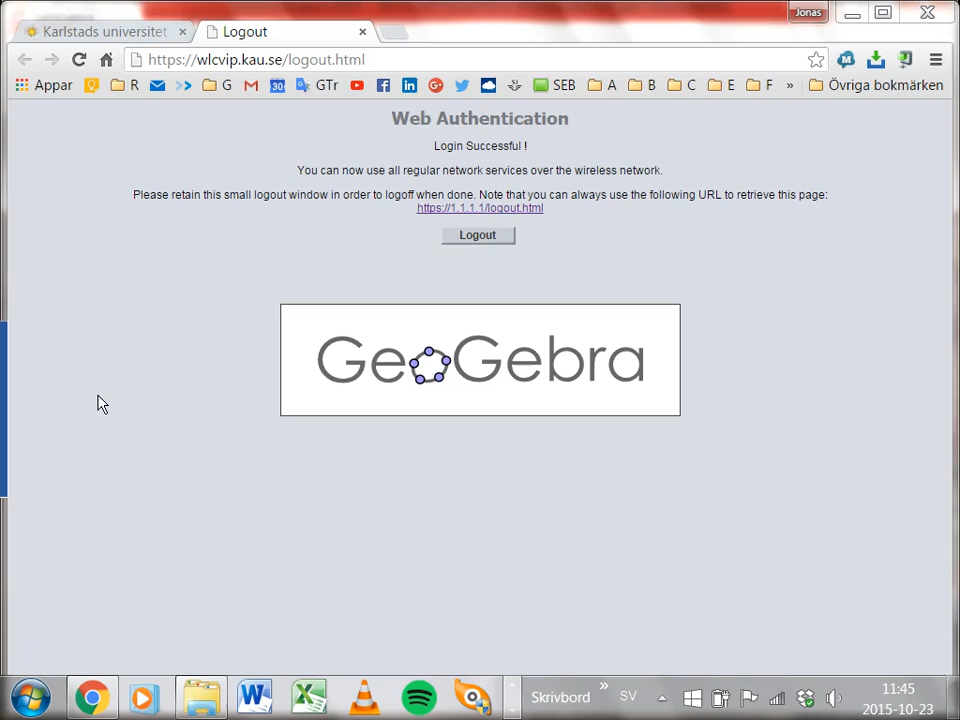 Jonas
Karlstads universitet
Logout
https://wlcvip.kau.se/logout.html
Appar
R
G
30
GTr
SEB
A
B
C
E
F
»
Övriga bokmärken
Web Authentication
Login Successful !
You can now use all regular network services over the wireless network.
Please retain this small logout window in order to logoff when done. Note that you can always use the following URL to retrieve this page:
https://1.1.1.1/logout.html
Logout
GeoGebra
Skrivbord
»
SV
11:45
2015-10-23